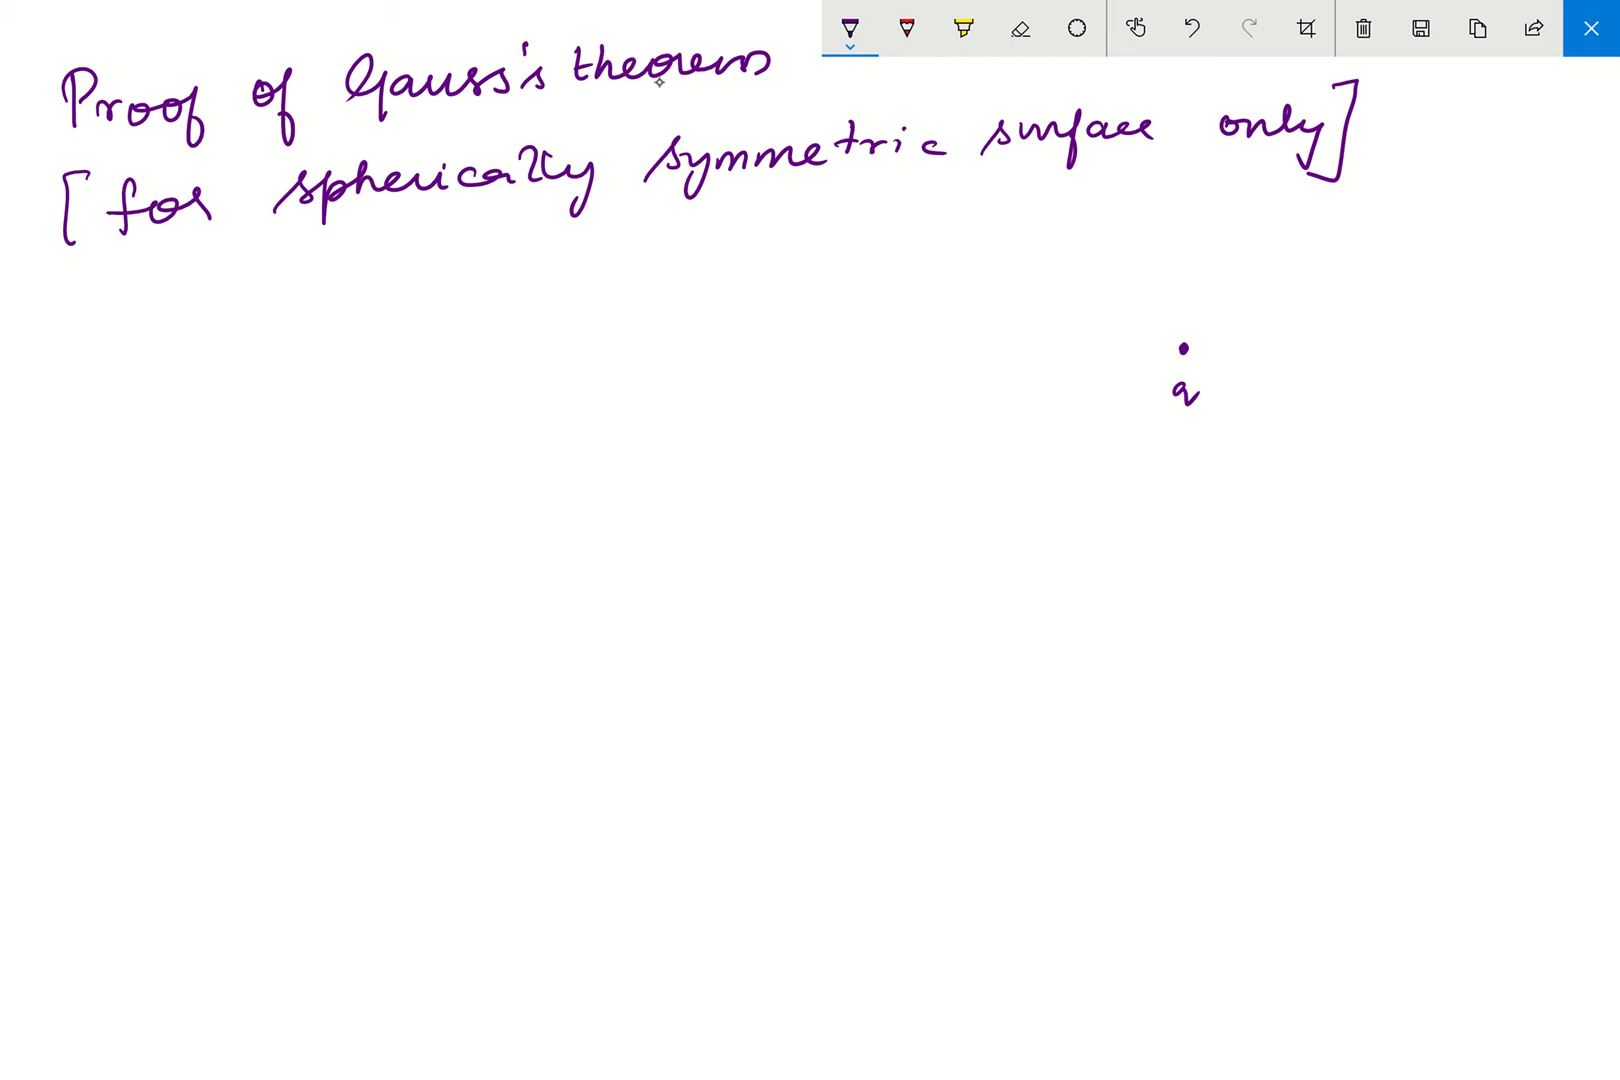 Proof of Gauss's theorem
[for spherically symmetric surface only]
q